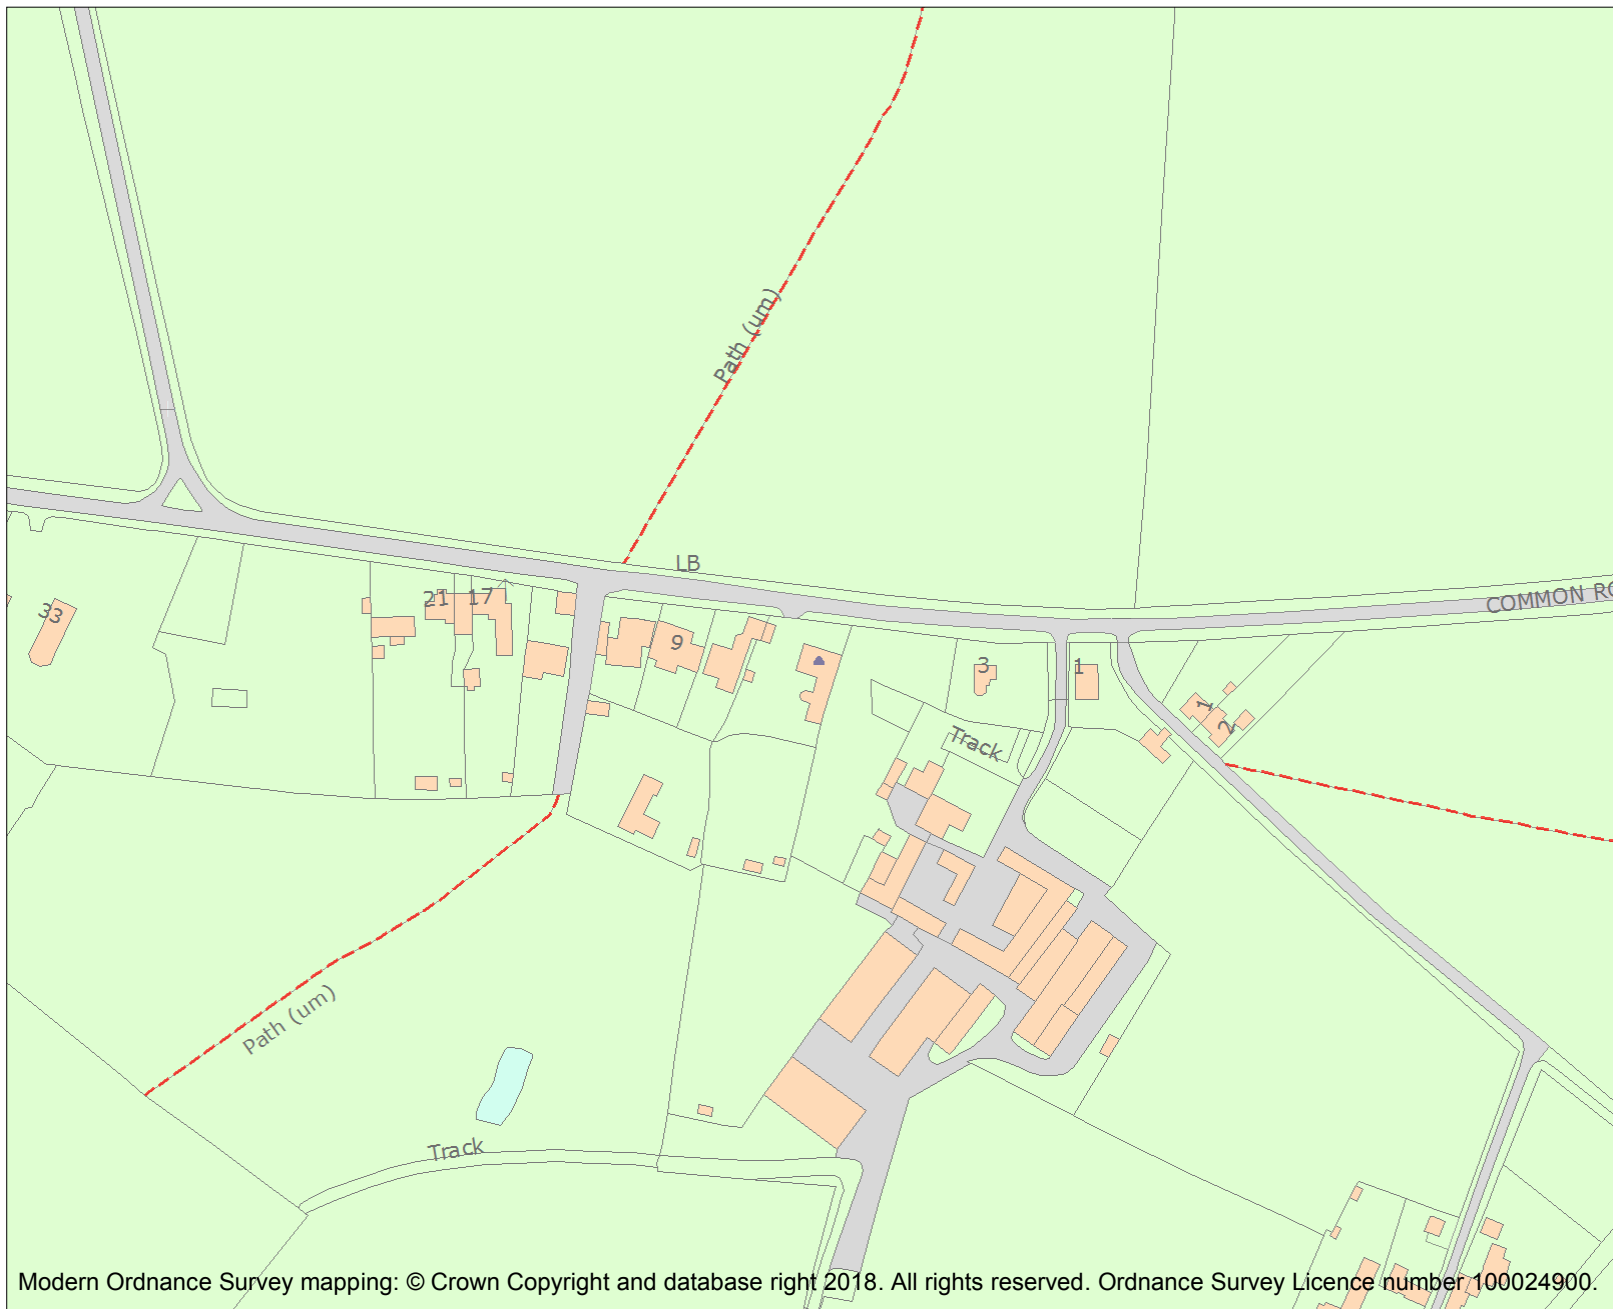 Path (um)
LB
COMMON RO
33
21
17
9
3
1
1
2
Track
Path (um)
Track
Modern Ordnance Survey mapping: © Crown Copyright and database right 2018. All rights reserved. Ordnance Survey Licence number 100024900.